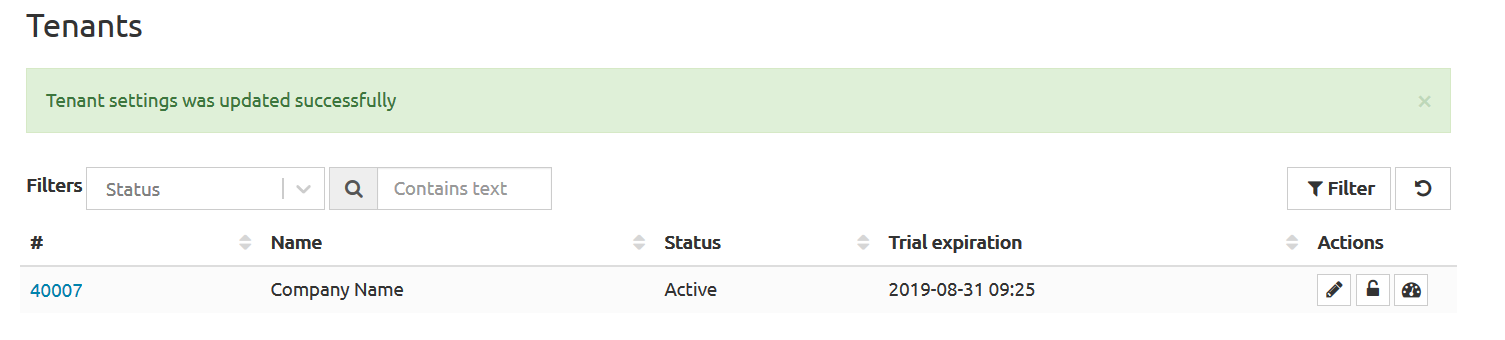 Tenants
Tenant settings was updated successfully
×
Filters Status Contains text Filter
# Name Status Trial expiration Actions
40007 Company Name Active 2019-08-31 09:25